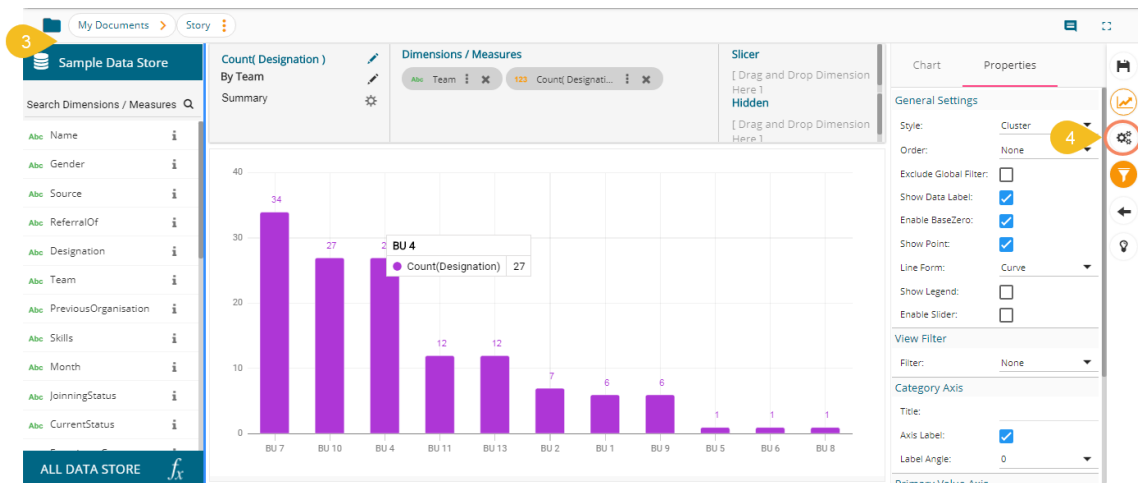 My Documents > Story
3
Sample Data Store
Search Dimensions / Measures
Abc Name i
Abc Gender i
Abc Source i
Abc ReferralOf i
Abc Designation i
Abc Team i
Abc PreviousOrganisation i
Abc Skills i
Abc Month i
Abc JoinningStatus i
Abc CurrentStatus i
ALL DATA STORE fx
Count( Designation )
By Team
Summary
Dimensions / Measures
Abc Team 123 Count( Designati...
Slicer
[ Drag and Drop Dimension
Here ]
Hidden
[ Drag and Drop Dimension
Here ]
40
30
20
10
0
34
27
2
12
12
7
6
6
1
1
1
BU 4
Count(Designation) 27
BU 7
BU 10
BU 4
BU 11
BU 13
BU 2
BU 1
BU 9
BU 5
BU 6
BU 8
Chart Properties
General Settings
Style: Cluster
4
Order: None
Exclude Global Filter:
Show Data Label:
Enable BaseZero:
Show Point:
Line Form: Curve
Show Legend:
Enable Slider:
View Filter
Filter: None
Category Axis
Title:
Axis Label:
Label Angle: 0
Primary Value Axis